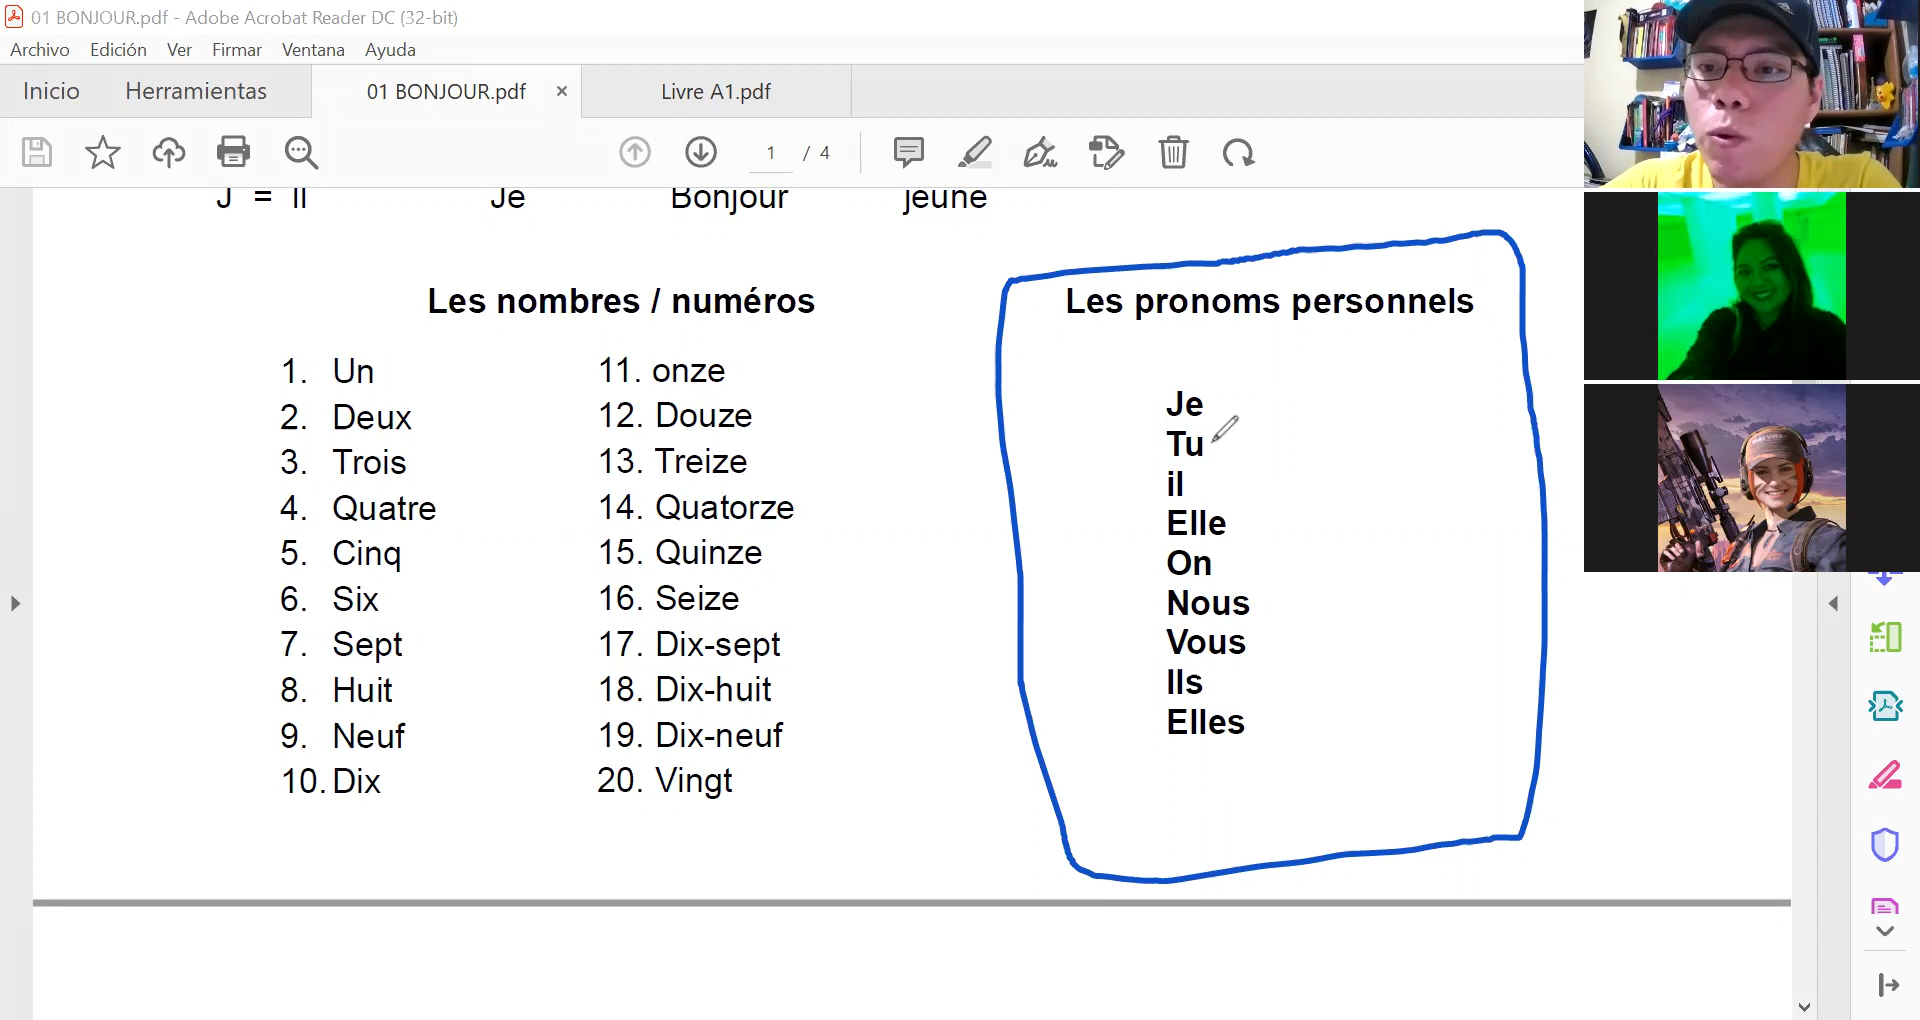 01 BONJOUR.pdf - Adobe Acrobat Reader DC (32-bit)
Archivo Edición Ver Firmar Ventana Ayuda
Inicio Herramientas 01 BONJOUR.pdf × Livre A1.pdf
1 / 4
J = ll Je Bonjour jeune
Les nombres / numéros
1. Un
2. Deux
3. Trois
4. Quatre
5. Cinq
6. Six
7. Sept
8. Huit
9. Neuf
10. Dix
11. onze
12. Douze
13. Treize
14. Quatorze
15. Quinze
16. Seize
17. Dix-sept
18. Dix-huit
19. Dix-neuf
20. Vingt
Les pronoms personnels
Je
Tu
il
Elle
On
Nous
Vous
Ils
Elles